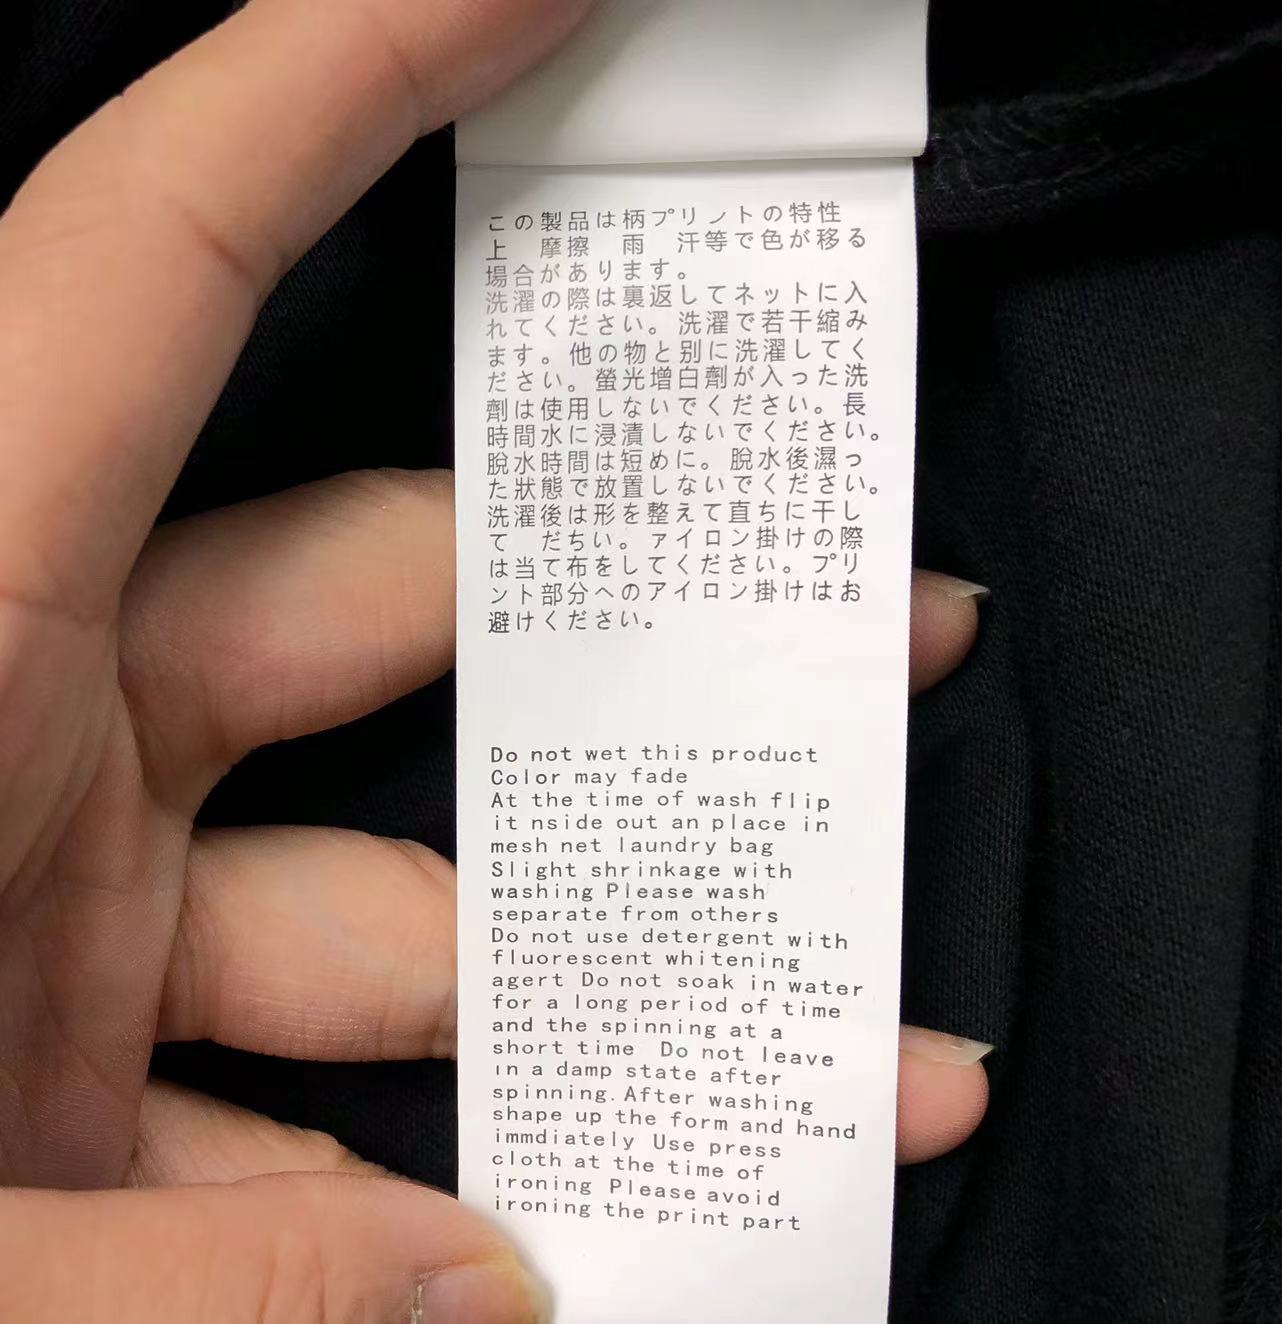 この製品は柄プリノトの特性
上　摩擦　雨　汗等で色が移る
場合があります。
洗濯の際は裏返してネットに入
れてください。洗濯で若干縮み
ます。他の物と別に洗濯してく
ださい。螢光增白劑が入った洗
劑は使用しないでください。長
時間水に浸漬しないでください。
脱水時間は短めに。脱水後濕っ
た狀態で放置しないでください。
洗濯後は形を整えて直ちに干し
て　だちい。ァイロン掛けの際
は当て布をしてください。プリ
ント部分へのアイロン掛けはお
避けください。
Do not wet this product
Color may fade
At the time of wash flip
it nside out an place in
mesh net laundry bag
Slight shrinkage with
washing Please wash
separate from others
Do not use detergent with
fluorescent whitening
agert Do not soak in water
for a long period of time
and the spinning at a
short time Do not leave
in a damp state after
spinning. After washing
shape up the form and hand
immdiately Use press
cloth at the time of
ironing Please avoid
ironing the print part